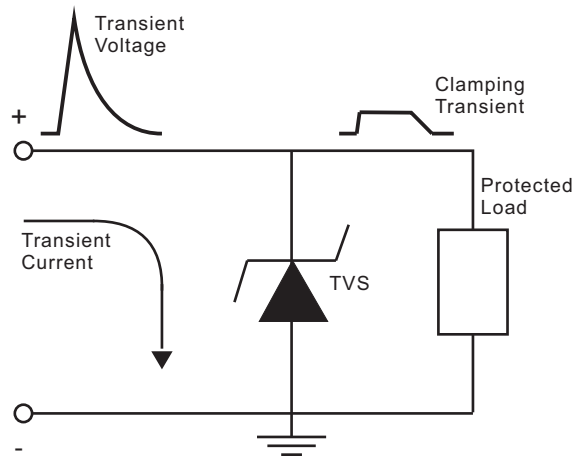 Transient
Voltage
+
Clamping
Transient
Protected
Load
Transient
Current
TVS
-